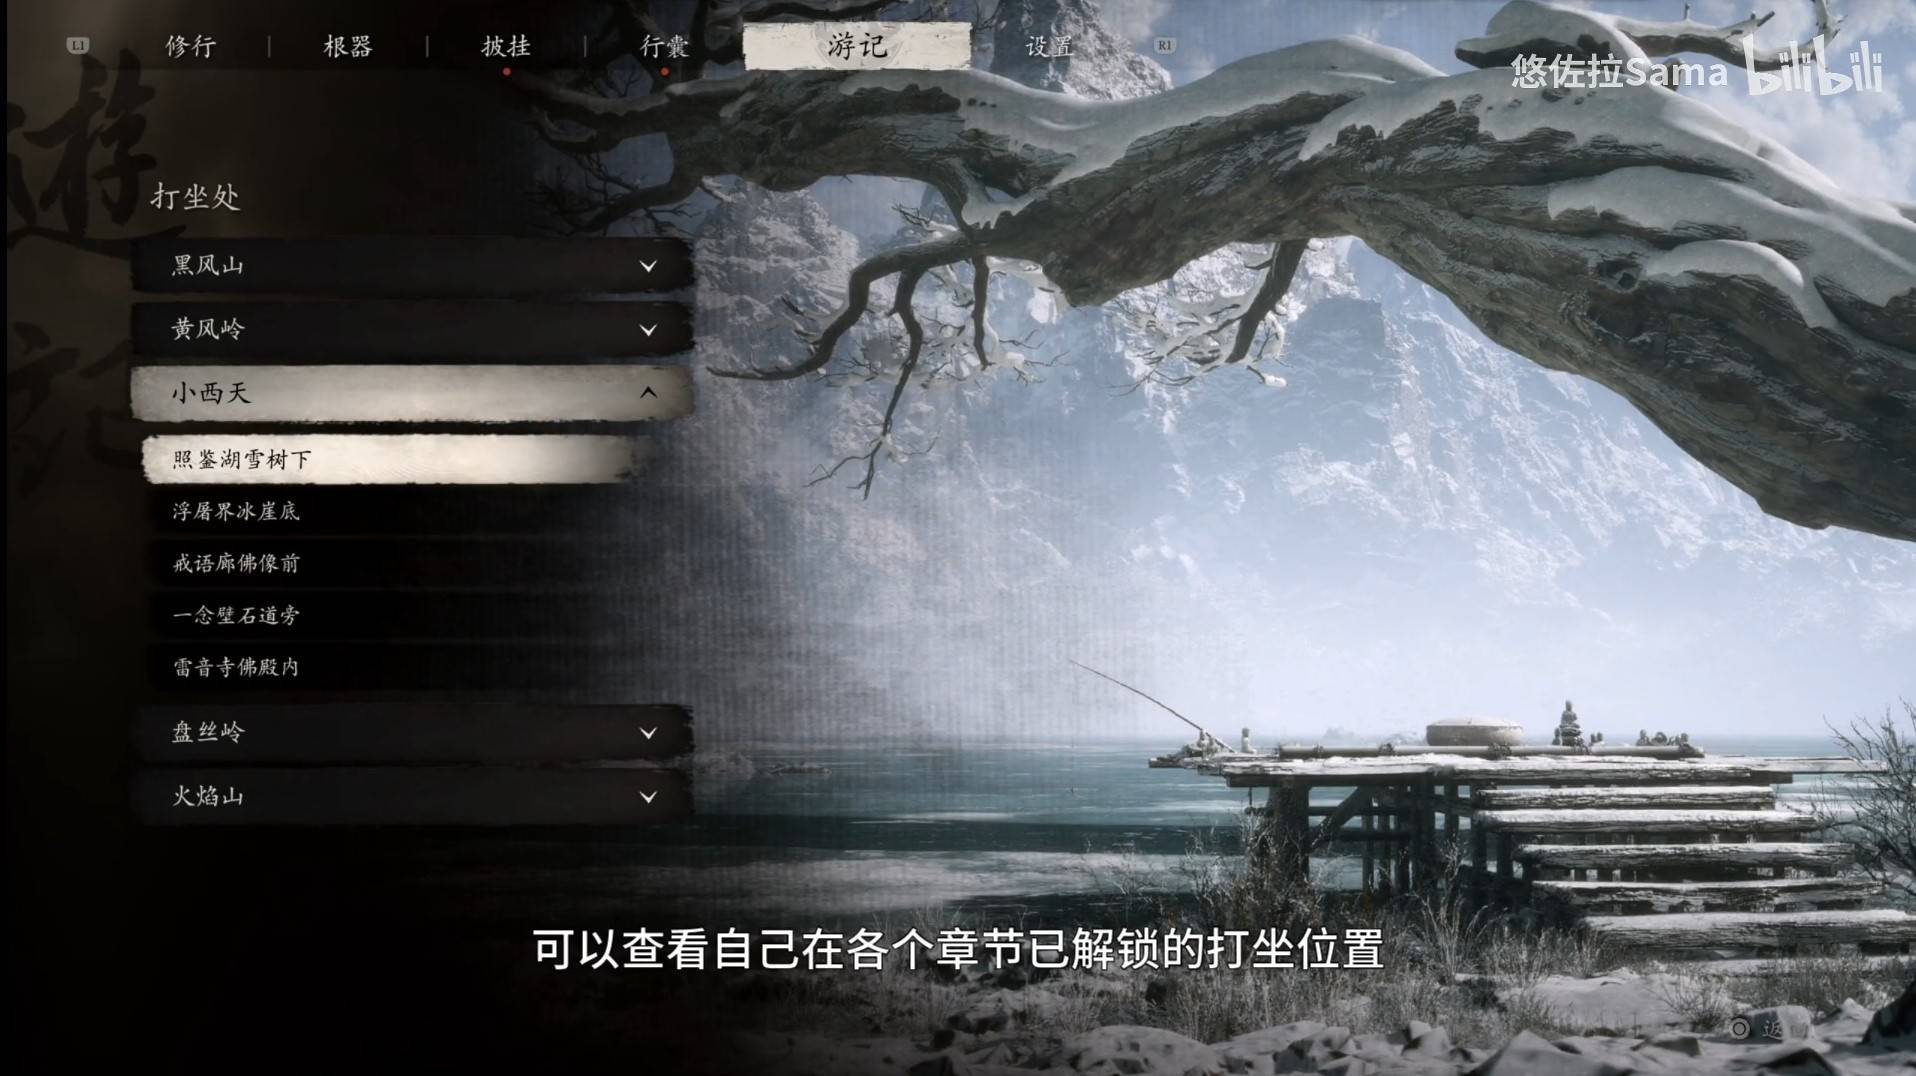 L1 修行 根器 披挂 行囊 游记 设置 R1
悠佐拉Sama bilibili
遊記
打坐处
黑风山
黄风岭
小西天
照鉴湖雪树下
浮屠界冰崖底
戒语廊佛像前
一念壁石道旁
雷音寺佛殿内
盘丝岭
火焰山
可以查看自己在各个章节已解锁的打坐位置
返回